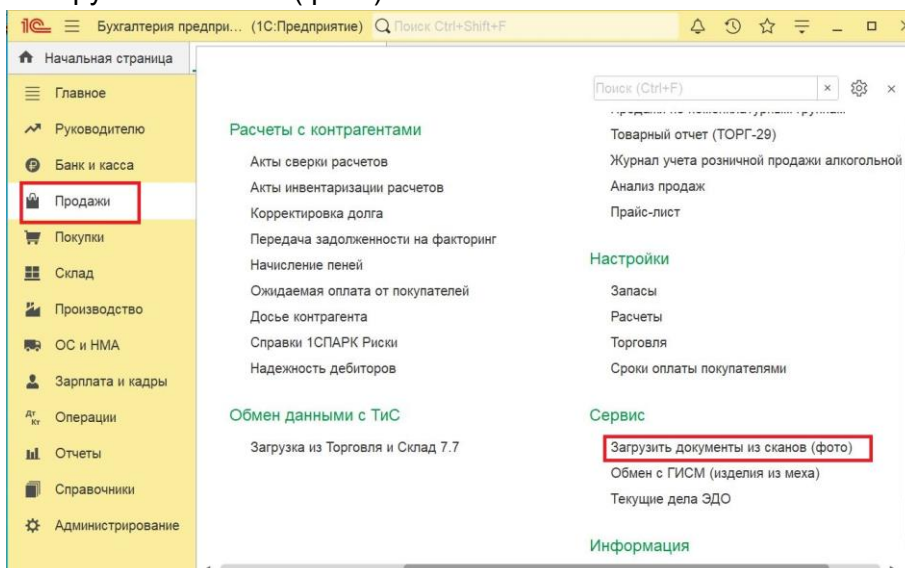 1С Бухгалтерия предпри... (1С:Предприятие) Поиск Ctrl+Shift+F
Начальная страница
Главное
Руководителю
Банк и касса
Продажи
Покупки
Склад
Производство
ОС и НМА
Зарплата и кадры
Дт Кт Операции
Отчеты
Справочники
Администрирование
Поиск (Ctrl+F)
Расчеты с контрагентами
Акты сверки расчетов
Акты инвентаризации расчетов
Корректировка долга
Передача задолженности на факторинг
Начисление пеней
Ожидаемая оплата от покупателей
Досье контрагента
Справки 1СПАРК Риски
Надежность дебиторов
Обмен данными с ТиС
Загрузка из Торговля и Склад 7.7
Товарный отчет (ТОРГ-29)
Журнал учета розничной продажи алкогольной
Анализ продаж
Прайс-лист
Настройки
Запасы
Расчеты
Торговля
Сроки оплаты покупателями
Сервис
Загрузить документы из сканов (фото)
Обмен с ГИСМ (изделия из меха)
Текущие дела ЭДО
Информация